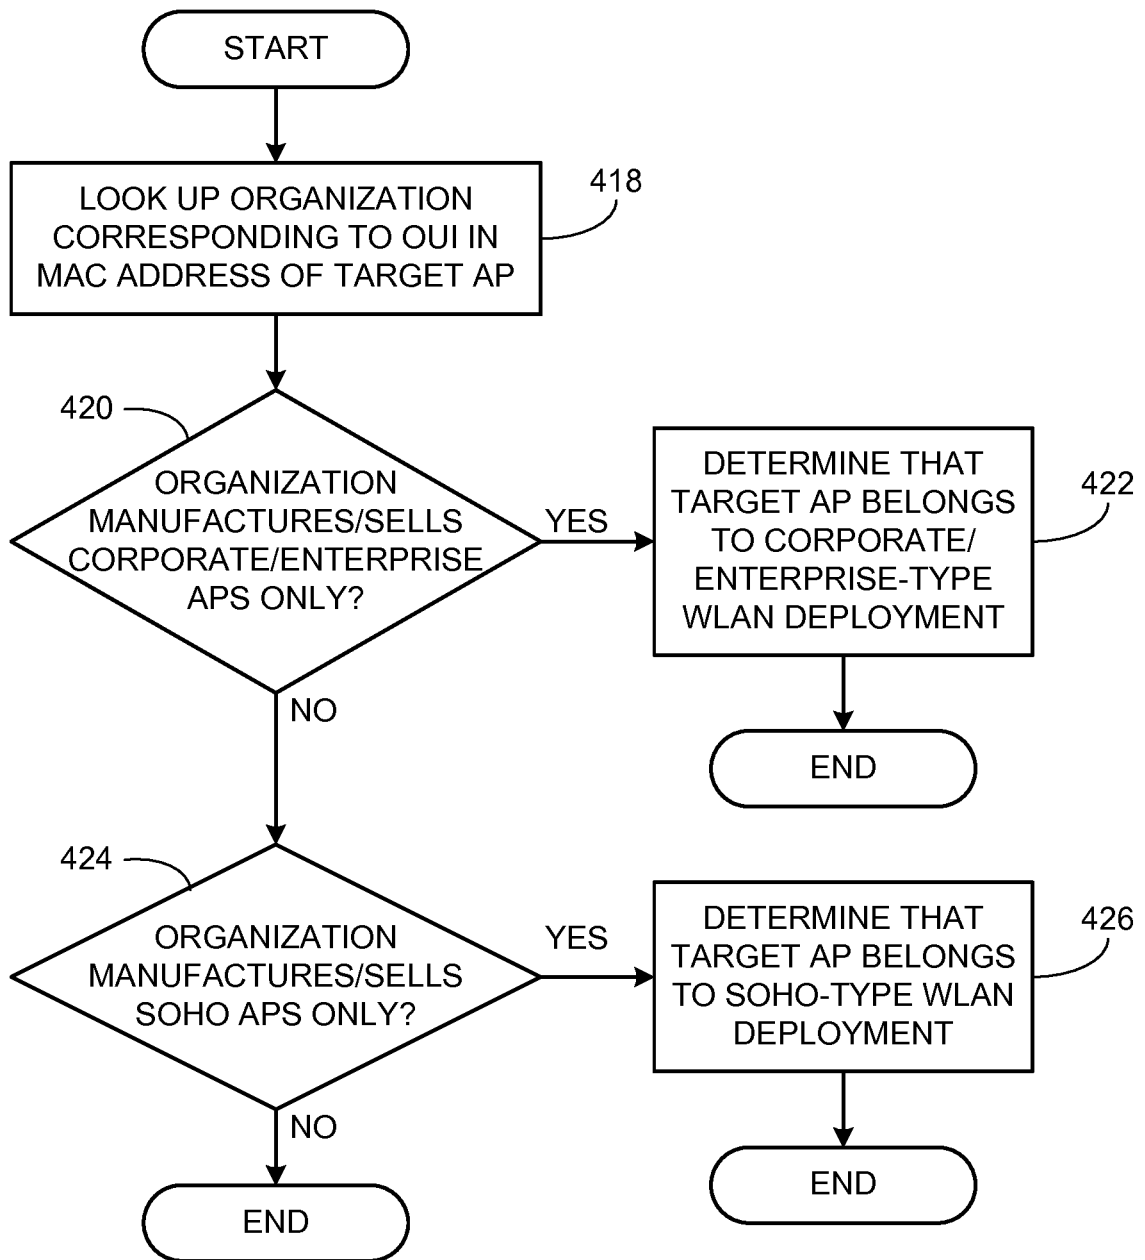 START
LOOK UP ORGANIZATION
CORRESPONDING TO OUI IN
MAC ADDRESS OF TARGET AP
418
420
ORGANIZATION
MANUFACTURES/SELLS
CORPORATE/ENTERPRISE
APS ONLY?
YES
DETERMINE THAT
TARGET AP BELONGS
TO CORPORATE/
ENTERPRISE-TYPE
WLAN DEPLOYMENT
422
END
NO
424
ORGANIZATION
MANUFACTURES/SELLS
SOHO APS ONLY?
YES
DETERMINE THAT
TARGET AP BELONGS
TO SOHO-TYPE WLAN
DEPLOYMENT
426
END
NO
END